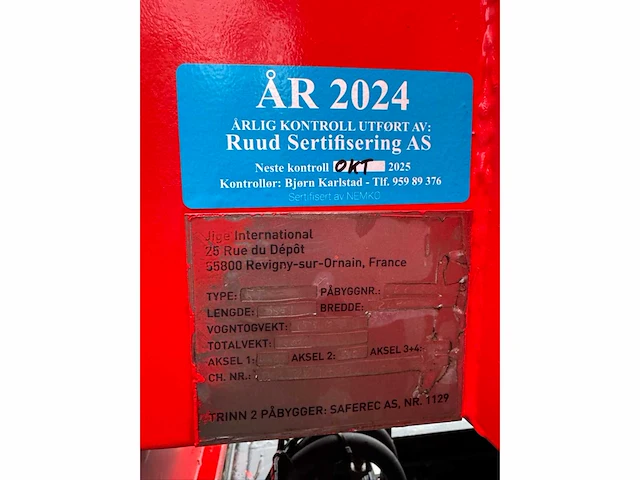 ÅR 2024
ÅRLIG KONTROLL UTFØRT AV:
Ruud Sertifisering AS
Neste kontroll OKT 2025
Kontrollør: Bjørn Karlstad - Tlf. 959 89 376
Sertifisert av NEMKO
Jige International
25 Rue du Dépôt
55800 Revigny-sur-Ornain, France
TYPE: PÅBYGGNR.:
LENGDE: BREDDE:
VOGNTOGVEKT:
TOTALVEKT:
AKSEL 1: AKSEL 2: AKSEL 3+4:
CH. NR.:
TRINN 2 PÅBYGGER: SAFEREC AS, NR. 1129